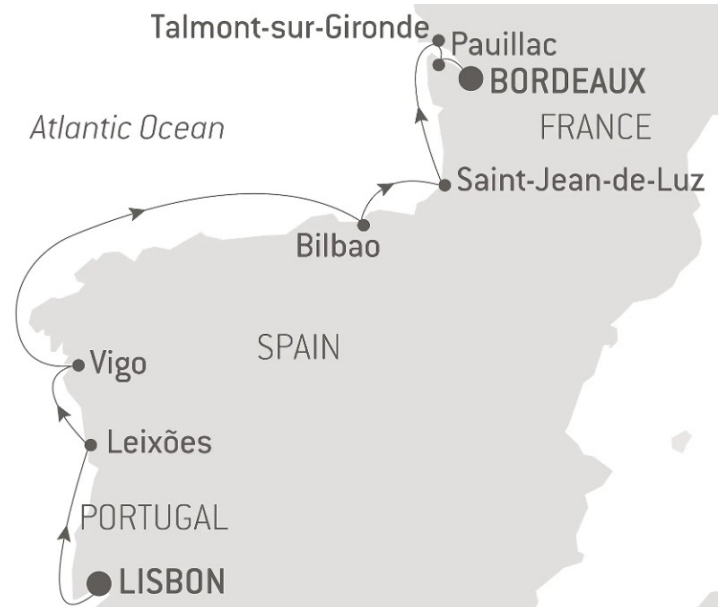 Talmont-sur-Gironde
Pauillac
BORDEAUX
Atlantic Ocean
FRANCE
Saint-Jean-de-Luz
Bilbao
SPAIN
Vigo
Leixões
PORTUGAL
LISBON